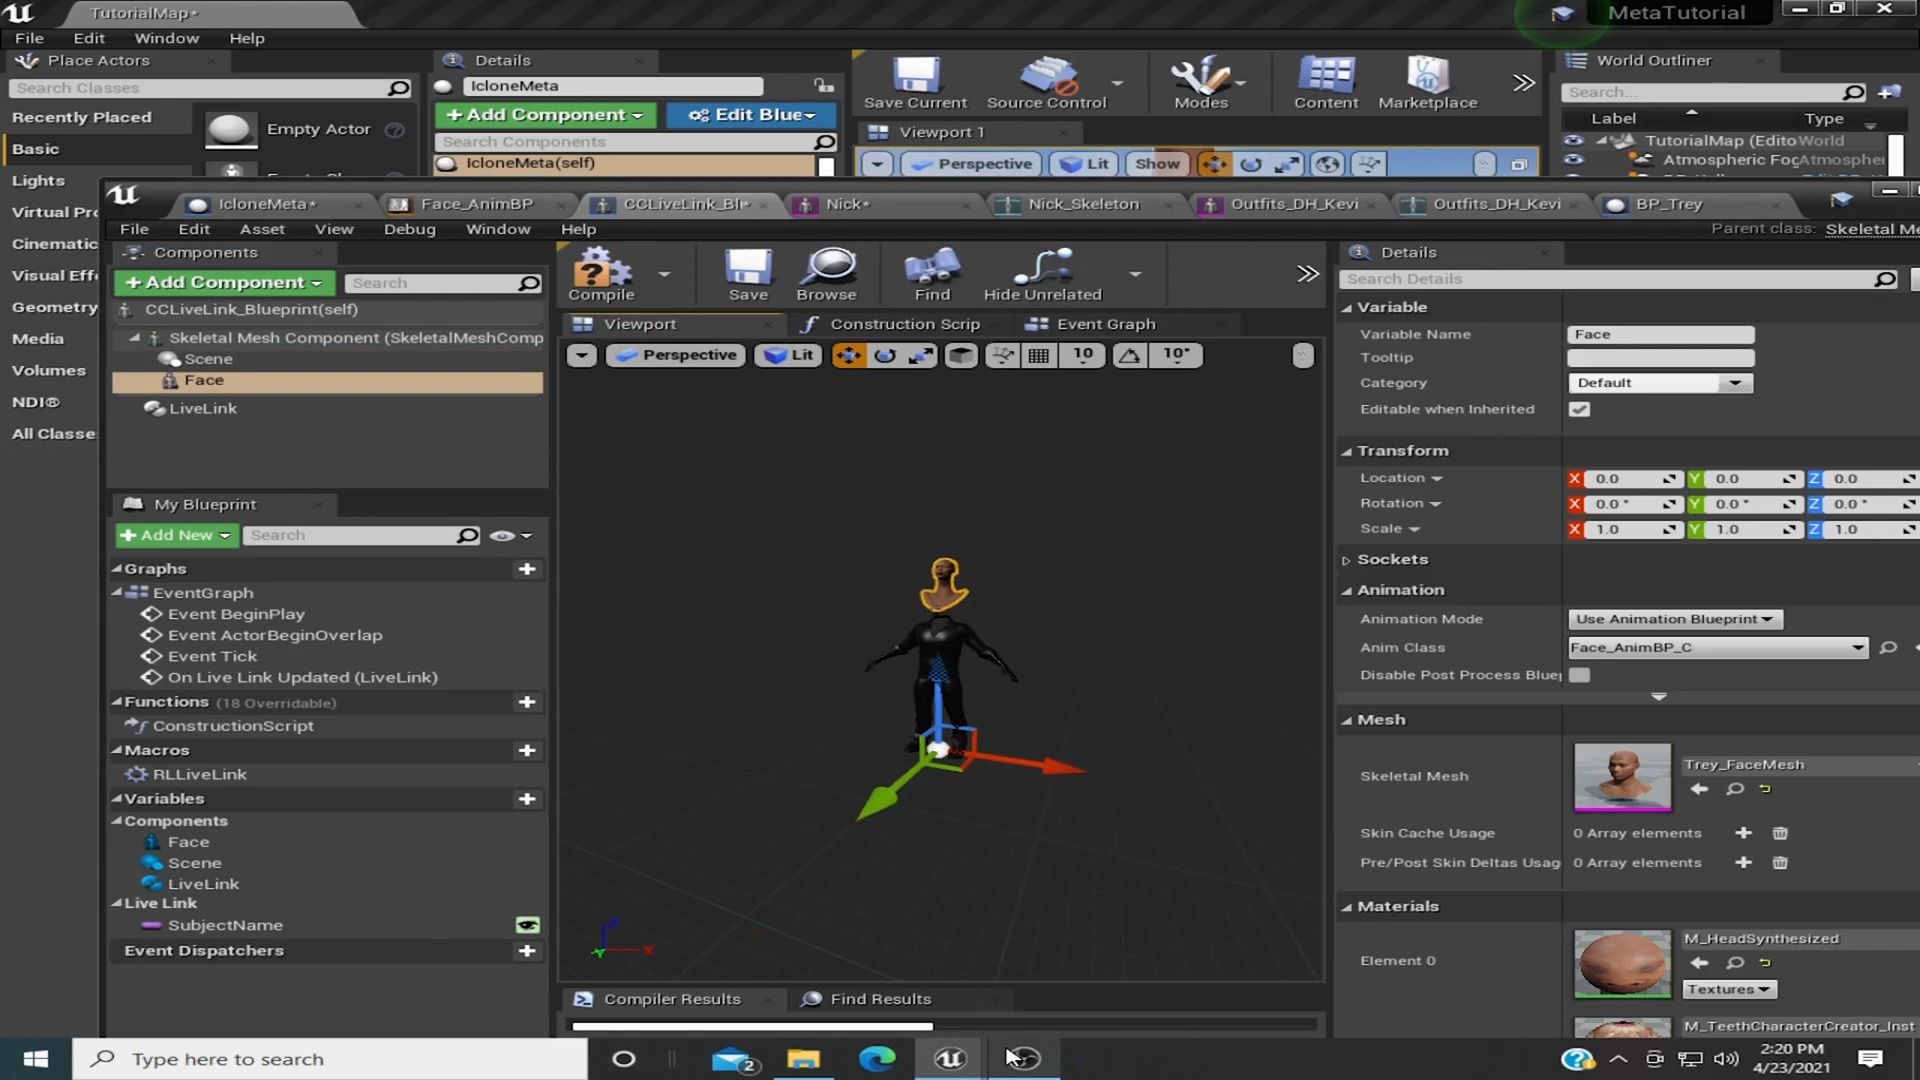 TutorialMap*
MetaTutorial
File Edit Window Help
Place Actors
Search Classes
Recently Played
Basic
Lights
Virtual Pr
Cinematic
Visual Eff
Geometry
Media
Volumes
NDI®
All Classe
Empty Actor
Details
IcloneMeta
Add Component
Edit Blue
Search Components
IcloneMeta(self)
Save Current
Source Control
Modes
Content
Marketplace
Viewport 1
Perspective
Lit
Show
World Outliner
Search...
Label
Type
TutorialMap (Edito
World
Atmospheric Fog
Atmospher
IcloneMeta*
Face_AnimBP
CCLiveLink_Blu*
Nick*
Nick_Skeleton
Outfits_DH_Kevi
Outfits_DH_Kevi
BP_Trey
File Edit Asset View Debug Window Help
Parent class: Skeletal Me
Components
Add Component
Search
CCLiveLink_Blueprint(self)
Skeletal Mesh Component (SkeletalMeshComp
Scene
Face
LiveLink
My Blueprint
Add New
Search
Graphs
EventGraph
Event BeginPlay
Event ActorBeginOverlap
Event Tick
On Live Link Updated (LiveLink)
Functions (18 Overridable)
ConstructionScript
Macros
RLLiveLink
Variables
Components
Face
Scene
LiveLink
Live Link
SubjectName
Event Dispatchers
Compile
Save
Browse
Find
Hide Unrelated
Viewport
Construction Scrip
Event Graph
Perspective
Lit
10
10°
Z
X
Y
Compiler Results
Find Results
Details
Search Details
Variable
Variable Name Face
Tooltip
Category Default
Editable when Inherited
Transform
Location X 0.0 Y 0.0 Z 0.0
Rotation X 0.0 ° Y 0.0 ° Z 0.0 °
Scale X 1.0 Y 1.0 Z 1.0
Sockets
Animation
Animation Mode Use Animation Blueprint
Anim Class Face_AnimBP_C
Disable Post Process Bluep
Mesh
Skeletal Mesh
Trey_FaceMesh
Skin Cache Usage 0 Array elements
Pre/Post Skin Deltas Usag 0 Array elements
Materials
Element 0
M_HeadSynthesized
Textures
M_TeethCharacterCreator_Inst
Type here to search
2
2:20 PM
4/23/2021